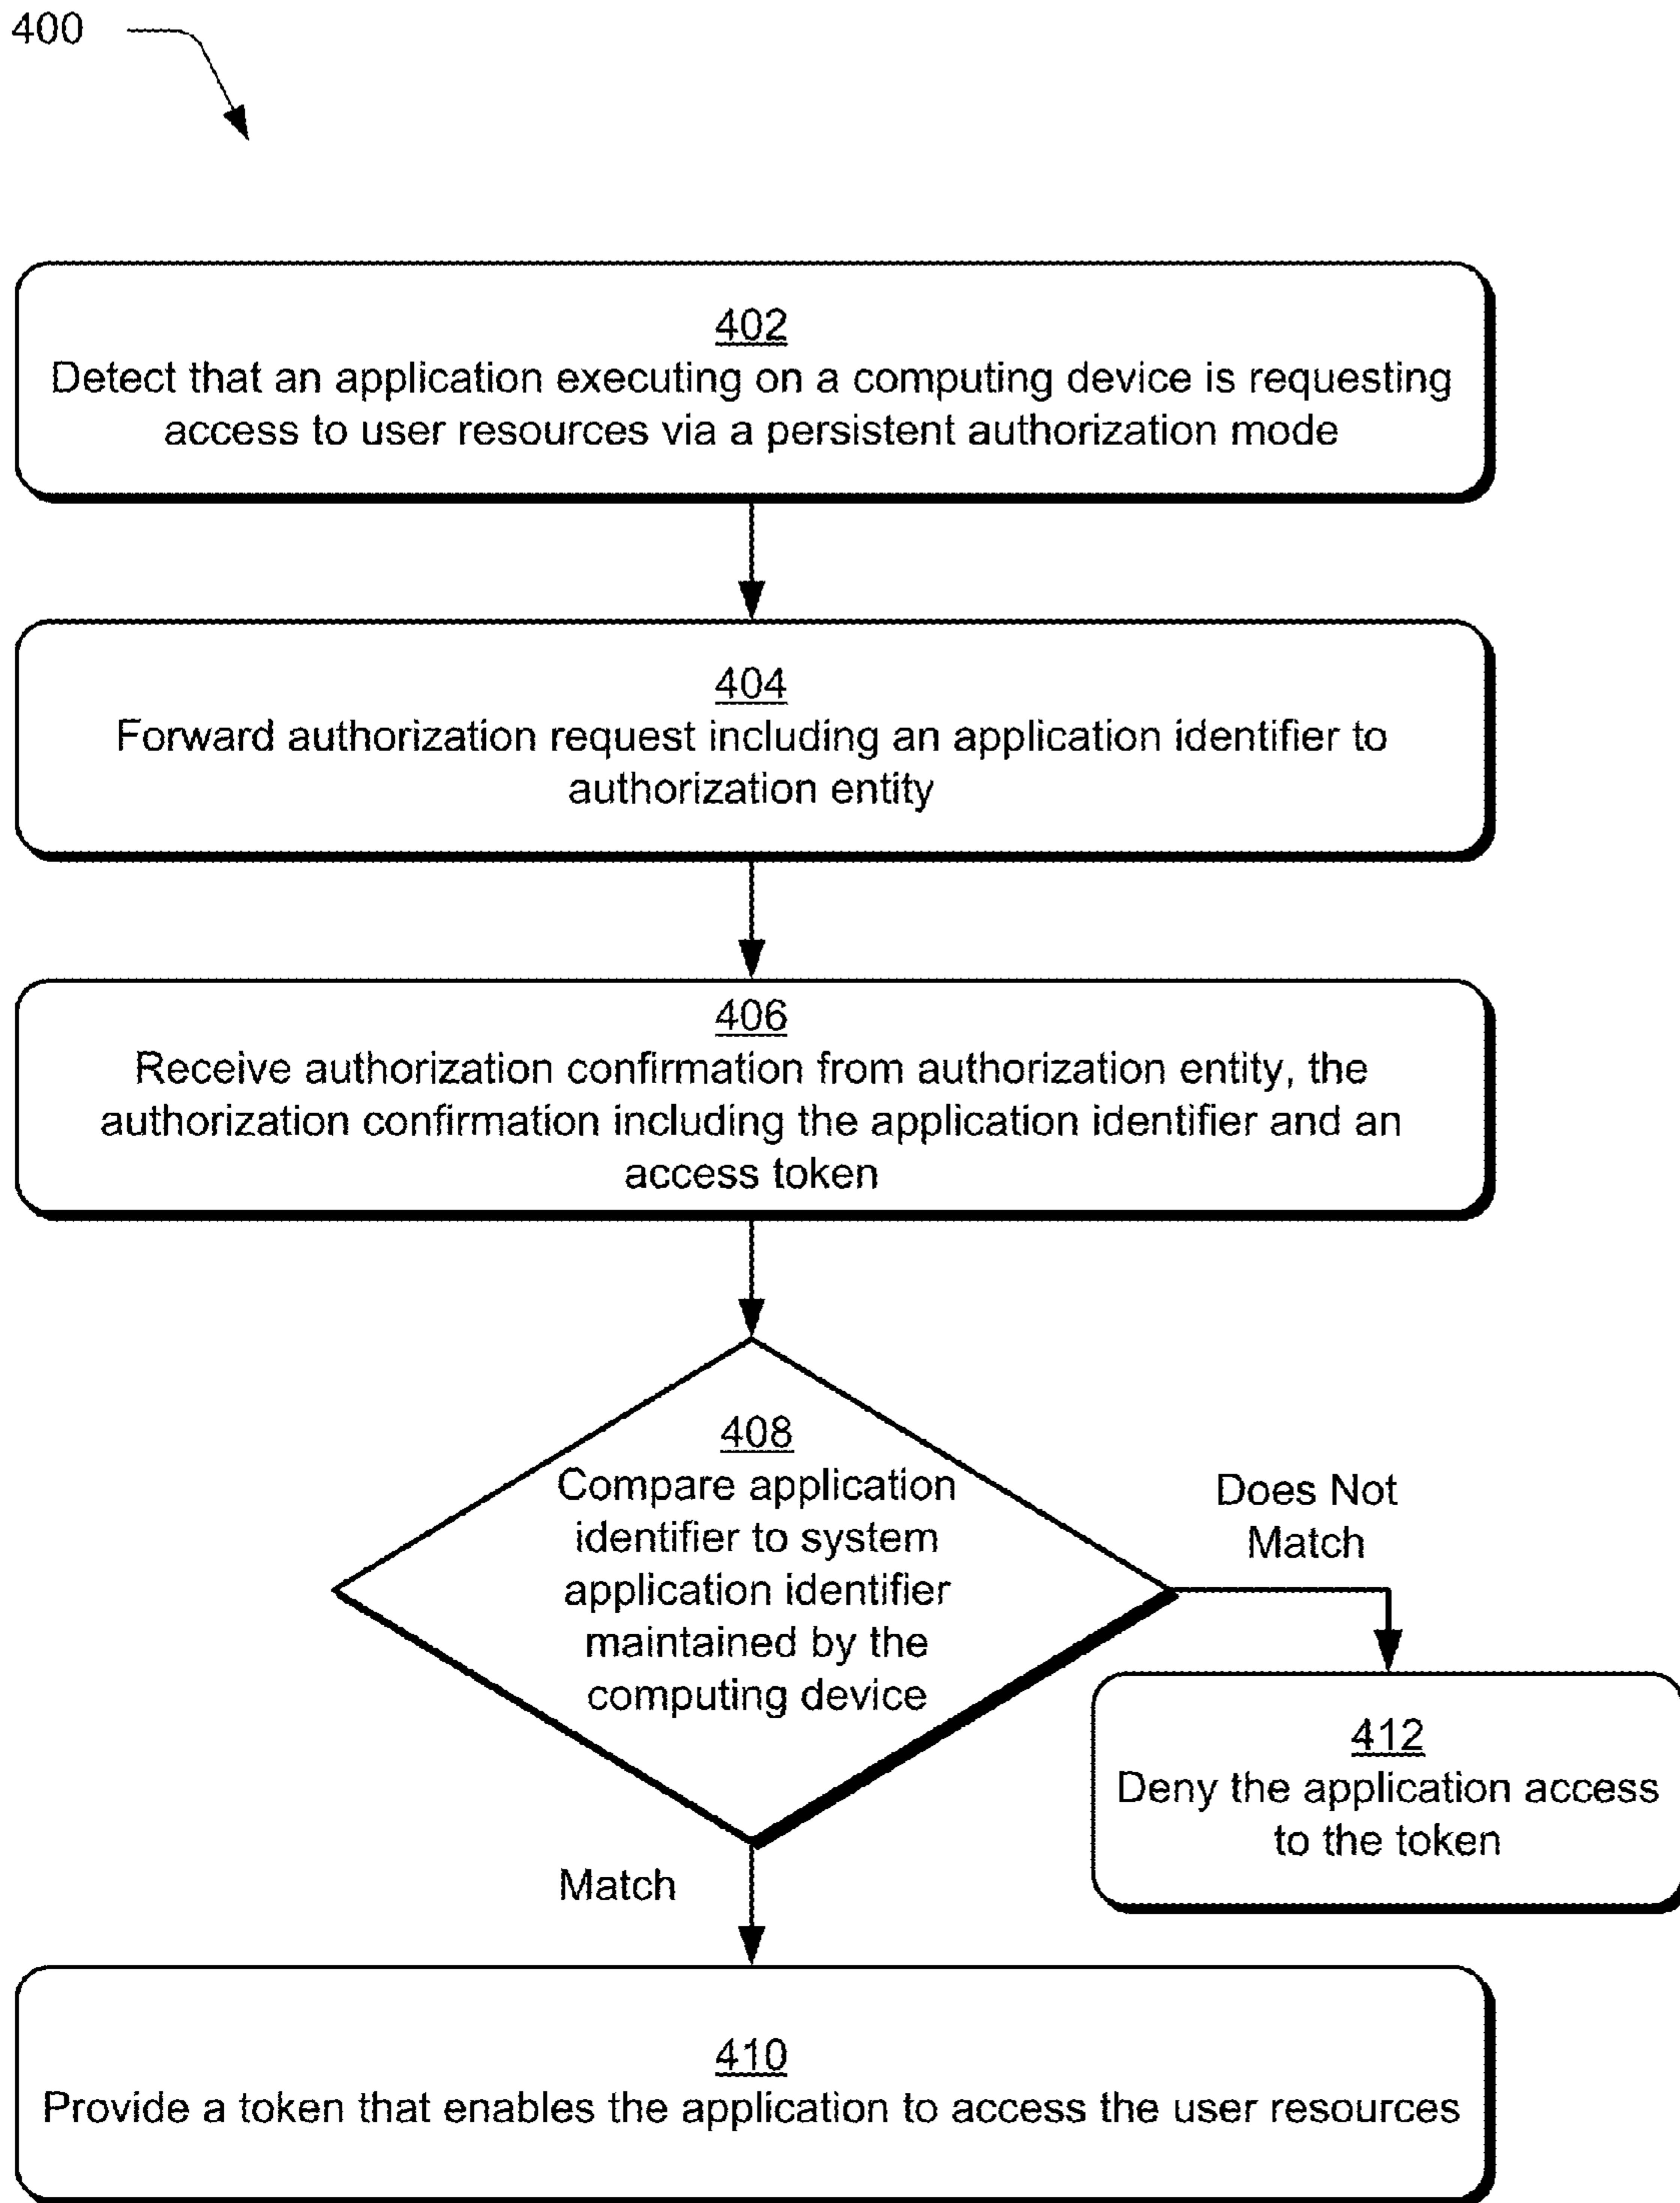 400
402
Detect that an application executing on a computing device is requesting
access to user resources via a persistent authorization mode
404
Forward authorization request including an application identifier to
authorization entity
406
Receive authorization confirmation from authorization entity, the
authorization confirmation including the application identifier and an
access token
408
Compare application
identifier to system
application identifier
maintained by the
computing device
Does Not
Match
412
Deny the application access
to the token
Match
410
Provide a token that enables the application to access the user resources